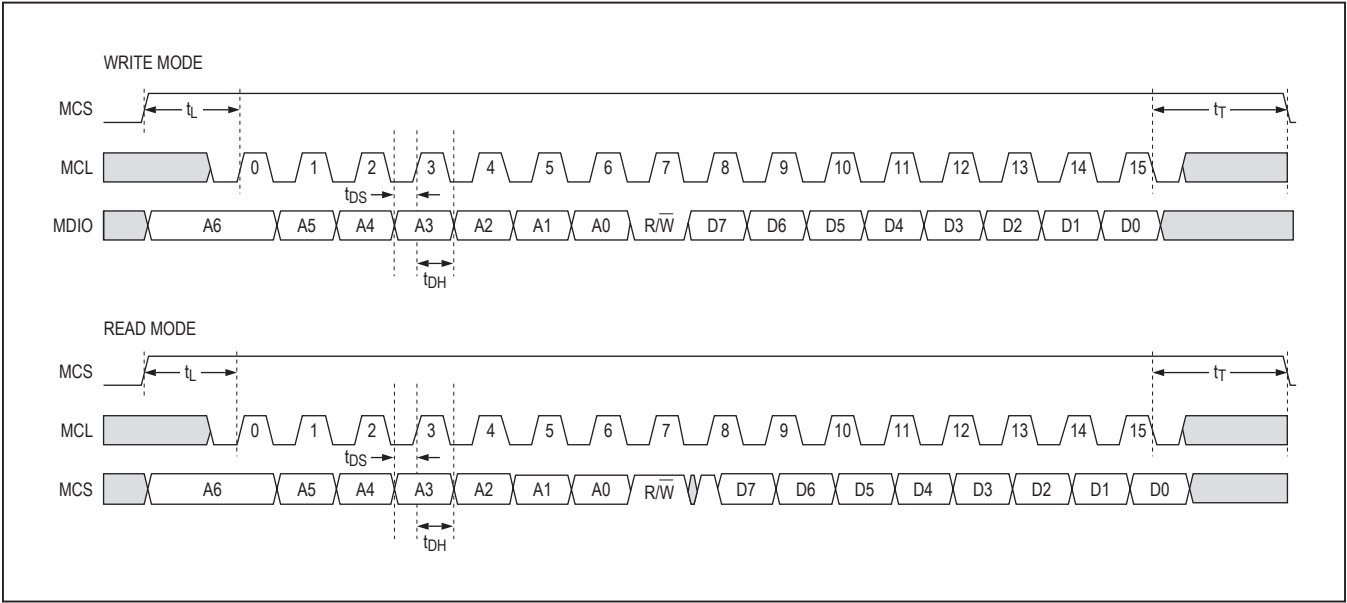 WRITE MODE
MCS tL tT
MCL 0 1 2 3 4 5 6 7 8 9 10 11 12 13 14 15
tDS
MDIO A6 A5 A4 A3 A2 A1 A0 R/W̅ D7 D6 D5 D4 D3 D2 D1 D0
tDH
READ MODE
MCS tL tT
MCL 0 1 2 3 4 5 6 7 8 9 10 11 12 13 14 15
tDS
MCS A6 A5 A4 A3 A2 A1 A0 R/W̅ D7 D6 D5 D4 D3 D2 D1 D0
tDH